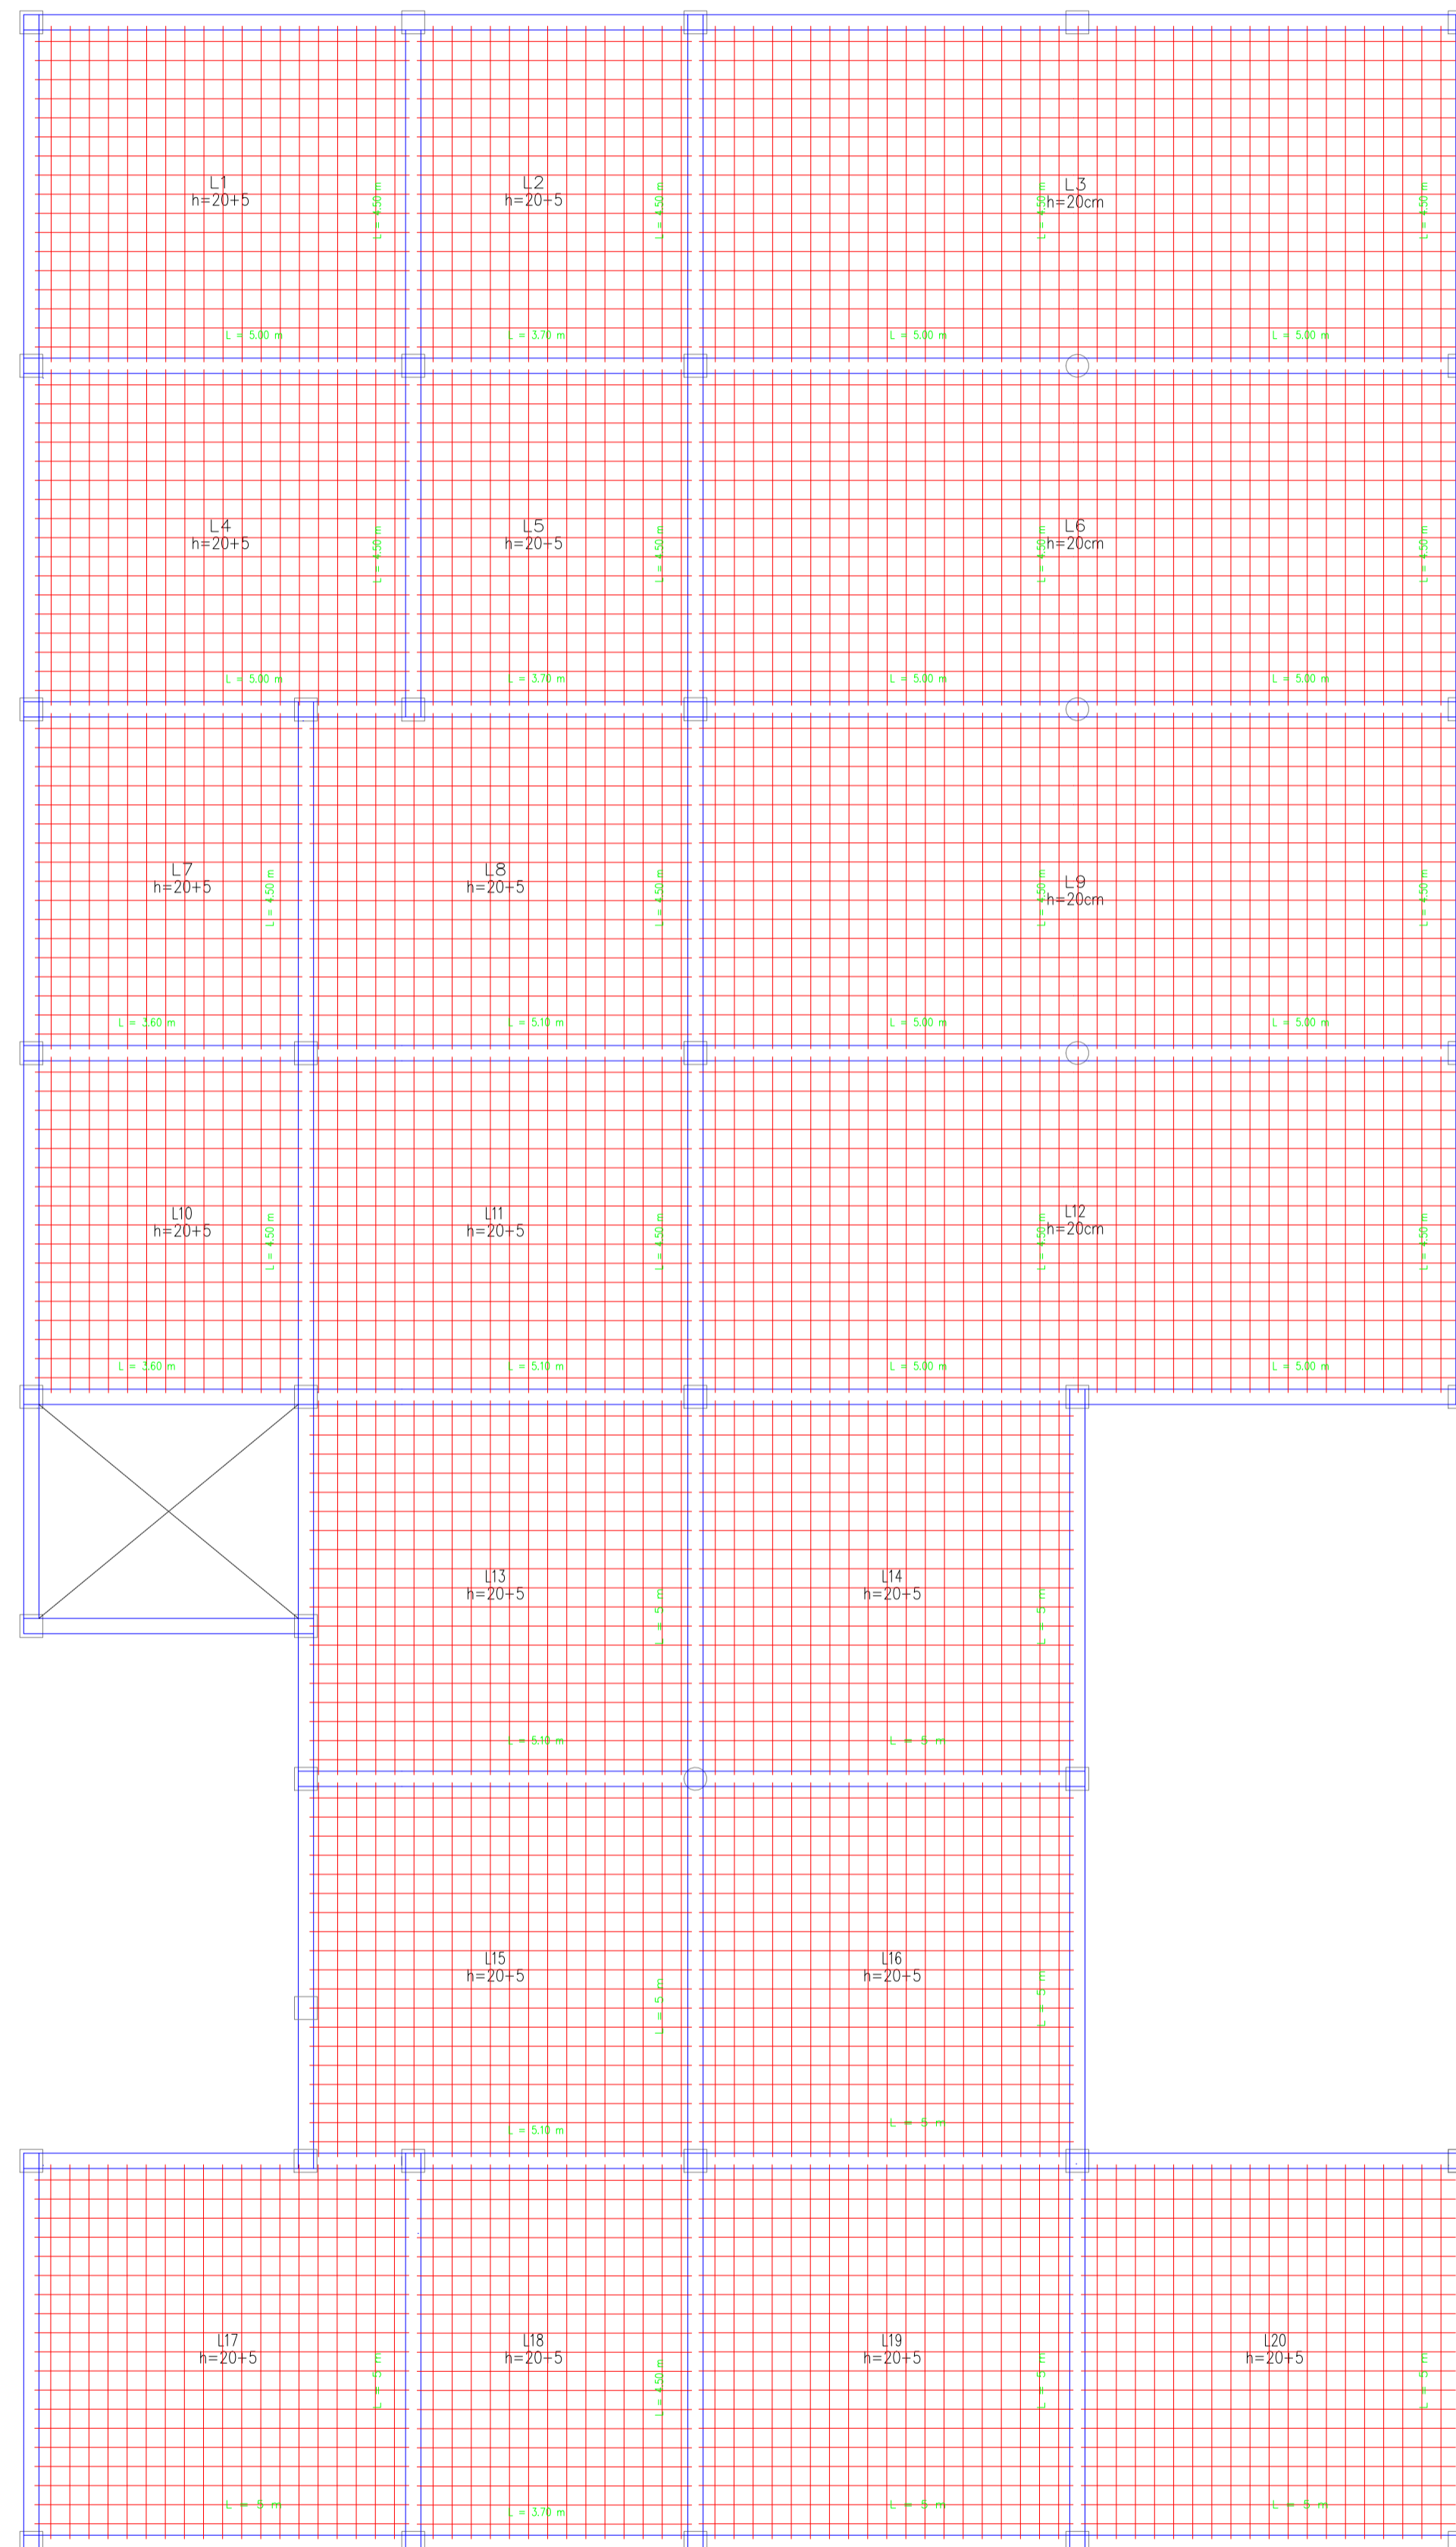 L1
h=20+5
L = 4.50 m
L = 5.00 m
L2
h=20+5
L = 4.50 m
L = 3.70 m
L3
h=20cm
L = 4.50 m
L = 4.50 m
L = 5.00 m
L = 5.00 m
L4
h=20+5
L = 4.50 m
L = 5.00 m
L5
h=20+5
L = 4.50 m
L = 3.70 m
L6
h=20cm
L = 4.50 m
L = 4.50 m
L = 5.00 m
L = 5.00 m
L7
h=20+5
L = 4.50 m
L = 3.60 m
L8
h=20+5
L = 4.50 m
L = 5.10 m
L9
h=20cm
L = 4.50 m
L = 4.50 m
L = 5.00 m
L = 5.00 m
L10
h=20+5
L = 4.50 m
L = 3.60 m
L11
h=20+5
L = 4.50 m
L = 5.10 m
L12
h=20cm
L = 4.50 m
L = 4.50 m
L = 5.00 m
L = 5.00 m
L13
h=20+5
L = 5 m
L = 5.10 m
L14
h=20+5
L = 5 m
L = 5 m
L15
h=20+5
L = 5 m
L = 5.10 m
L16
h=20+5
L = 5 m
L = 5 m
L17
h=20+5
L = 5 m
L = 5 m
L18
h=20+5
L = 4.50 m
L = 3.70 m
L19
h=20+5
L = 5 m
L = 5 m
L20
h=20+5
L = 5 m
L = 5 m